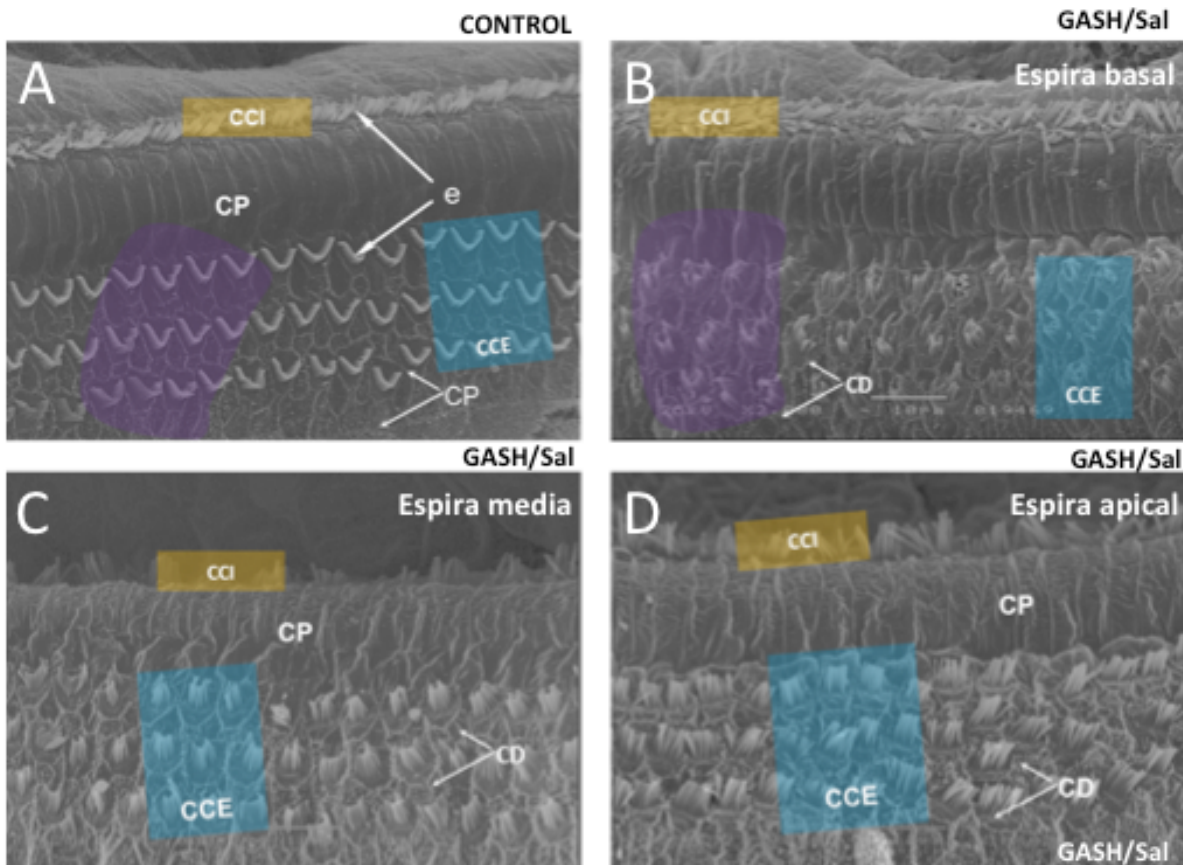 CONTROL
A
CCI
e
CP
CCE
CP
GASH/Sal
B
Espira basal
CCI
CD
CCE
GASH/Sal
C
Espira media
CCI
CP
CD
CCE
GASH/Sal
D
Espira apical
CCI
CP
CCE
CD
GASH/Sal